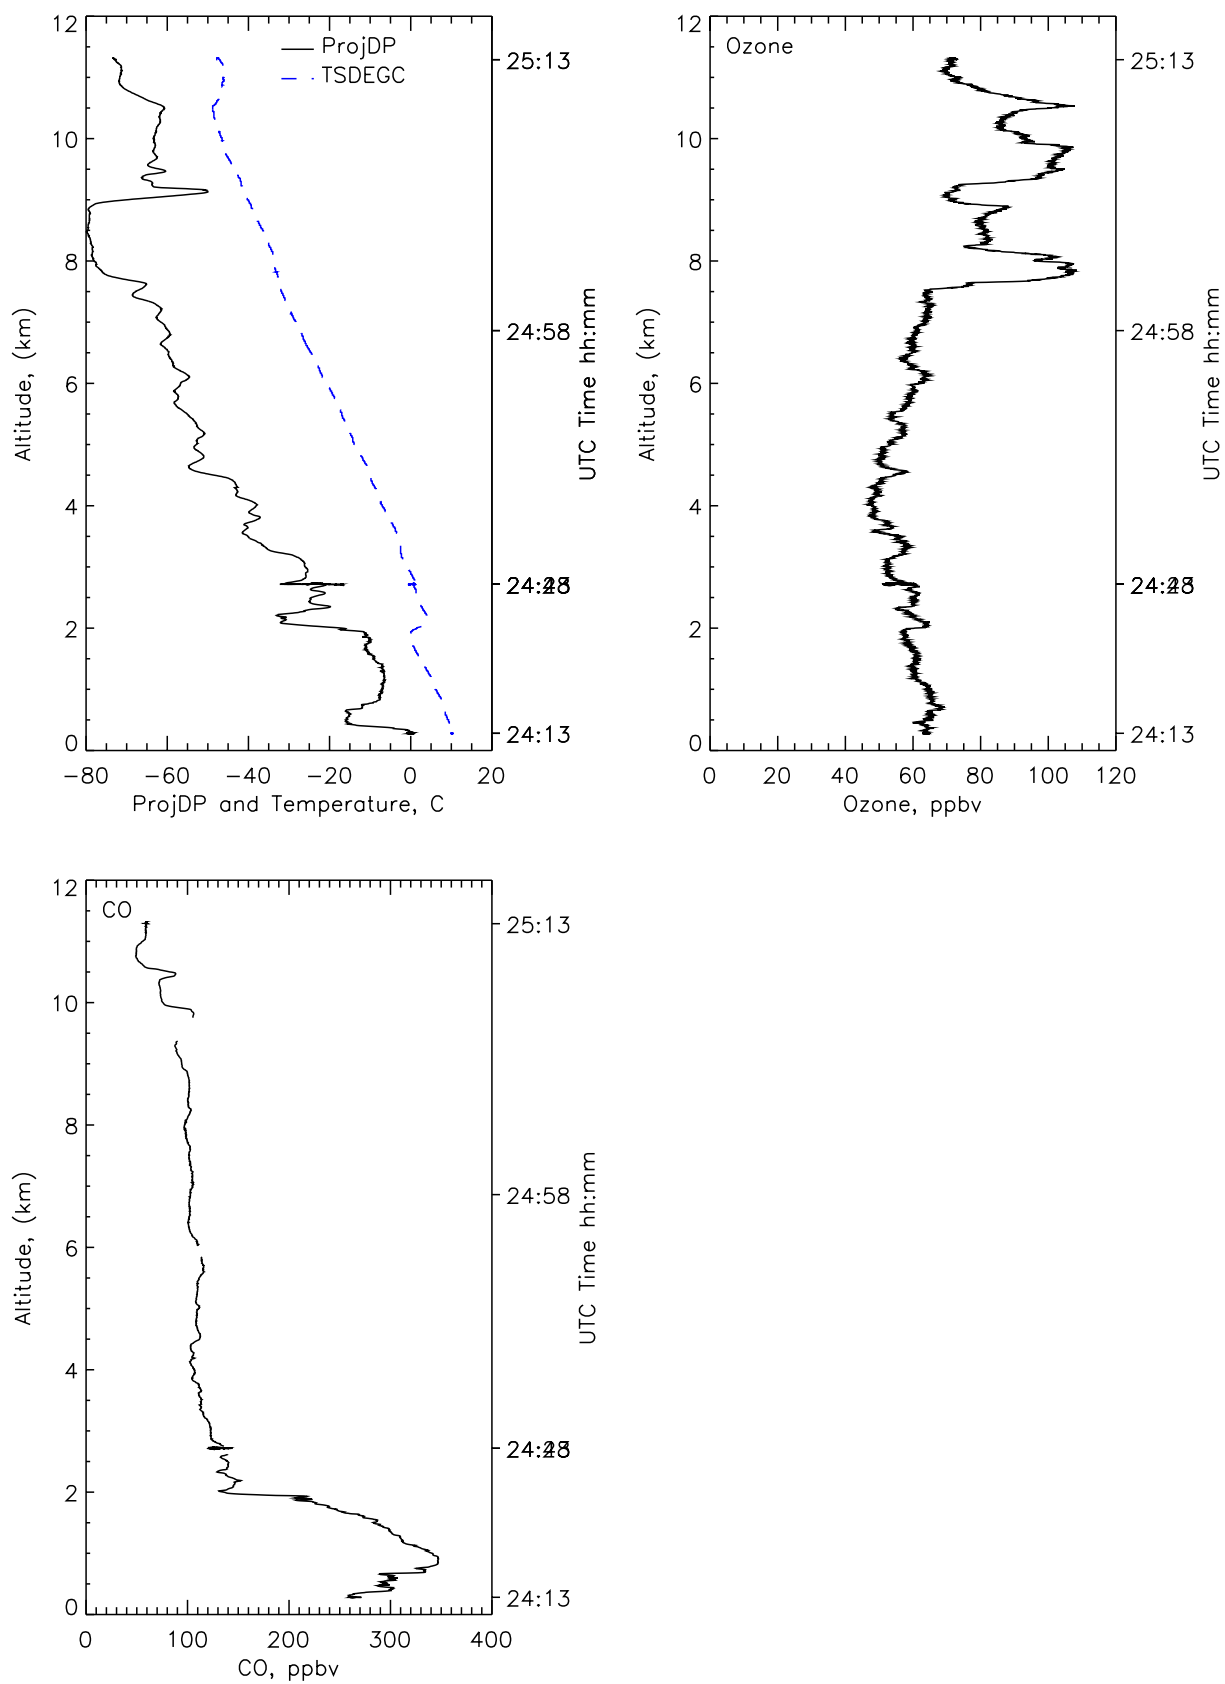 12
10
8
6
4
2
0
Altitude, (km)
ProjDP
TSDEGC
25:13
24:58
24:13
UTC Time hh:mm
−80 −60 −40 −20 0 20
ProjDP and Temperature, C
12
10
8
6
4
2
0
Altitude, (km)
Ozone
25:13
24:58
24:13
UTC Time hh:mm
0 20 40 60 80 100 120
Ozone, ppbv
12
10
8
6
4
2
0
Altitude, (km)
CO
25:13
24:58
24:13
UTC Time hh:mm
0 100 200 300 400
CO, ppbv